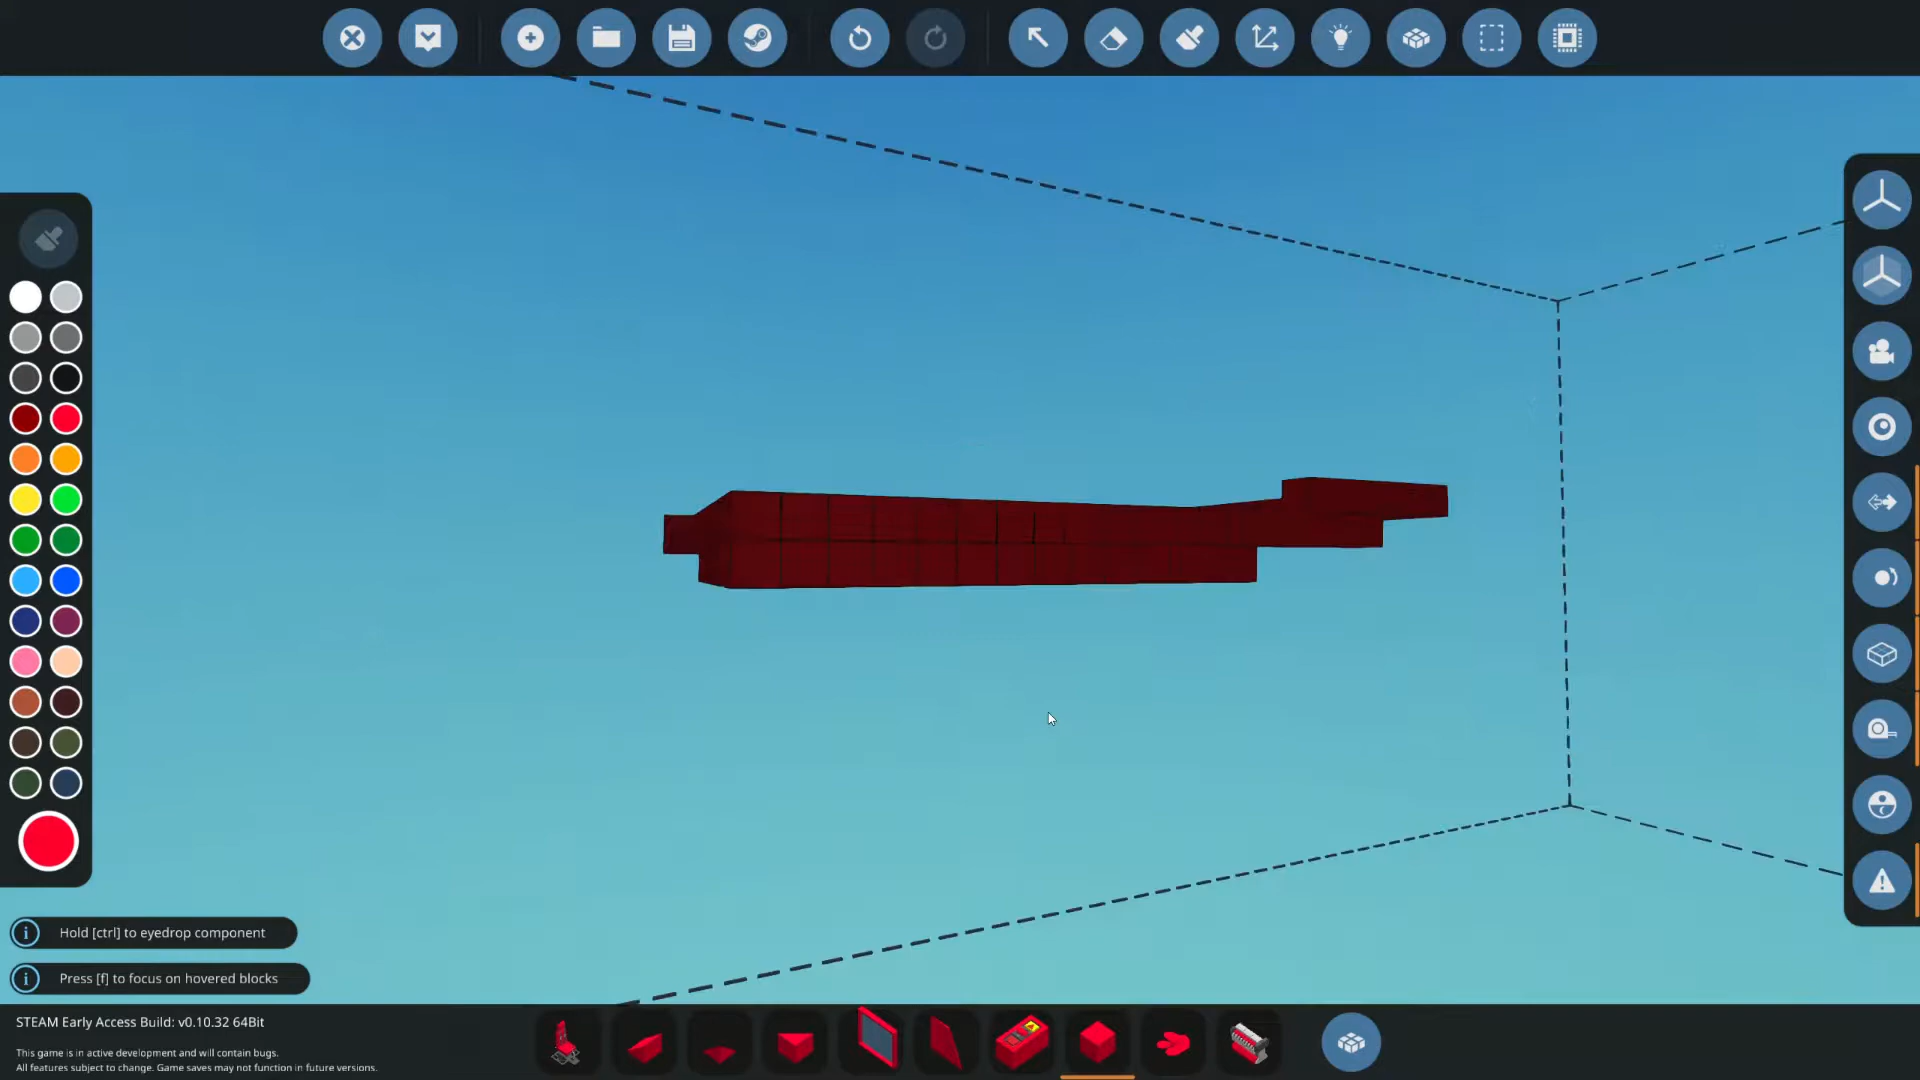 Hold [ctrl] to eyedrop component
Press [f] to focus on hovered blocks
STEAM Early Access Build: v0.10.32 64Bit
This game is in active development and will contain bugs.
All features subject to change. Game saves may not function in future versions.